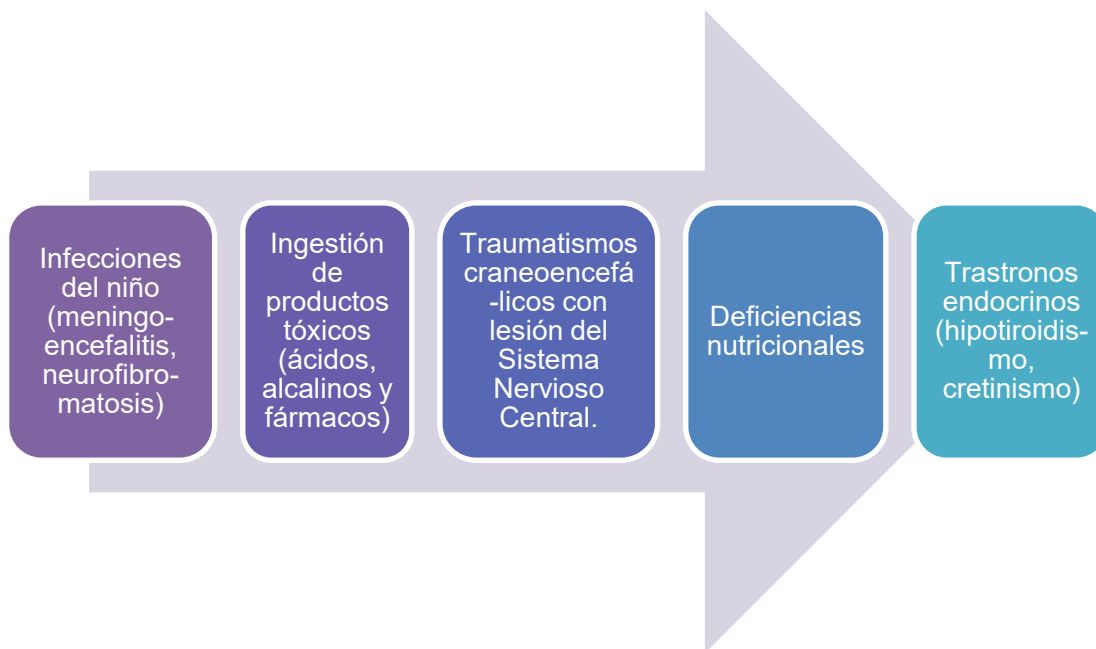 Infecciones
del niño
(meningo-
encefalitis,
neurofibro-
matosis)
Ingestión
de
productos
tóxicos
(ácidos,
alcalinos y
fármacos)
Traumatismos
craneoencefá
-licos con
lesión del
Sistema
Nervioso
Central.
Deficiencias
nutricionales
Trastronos
endocrinos
(hipotiroidis-
mo,
cretinismo)